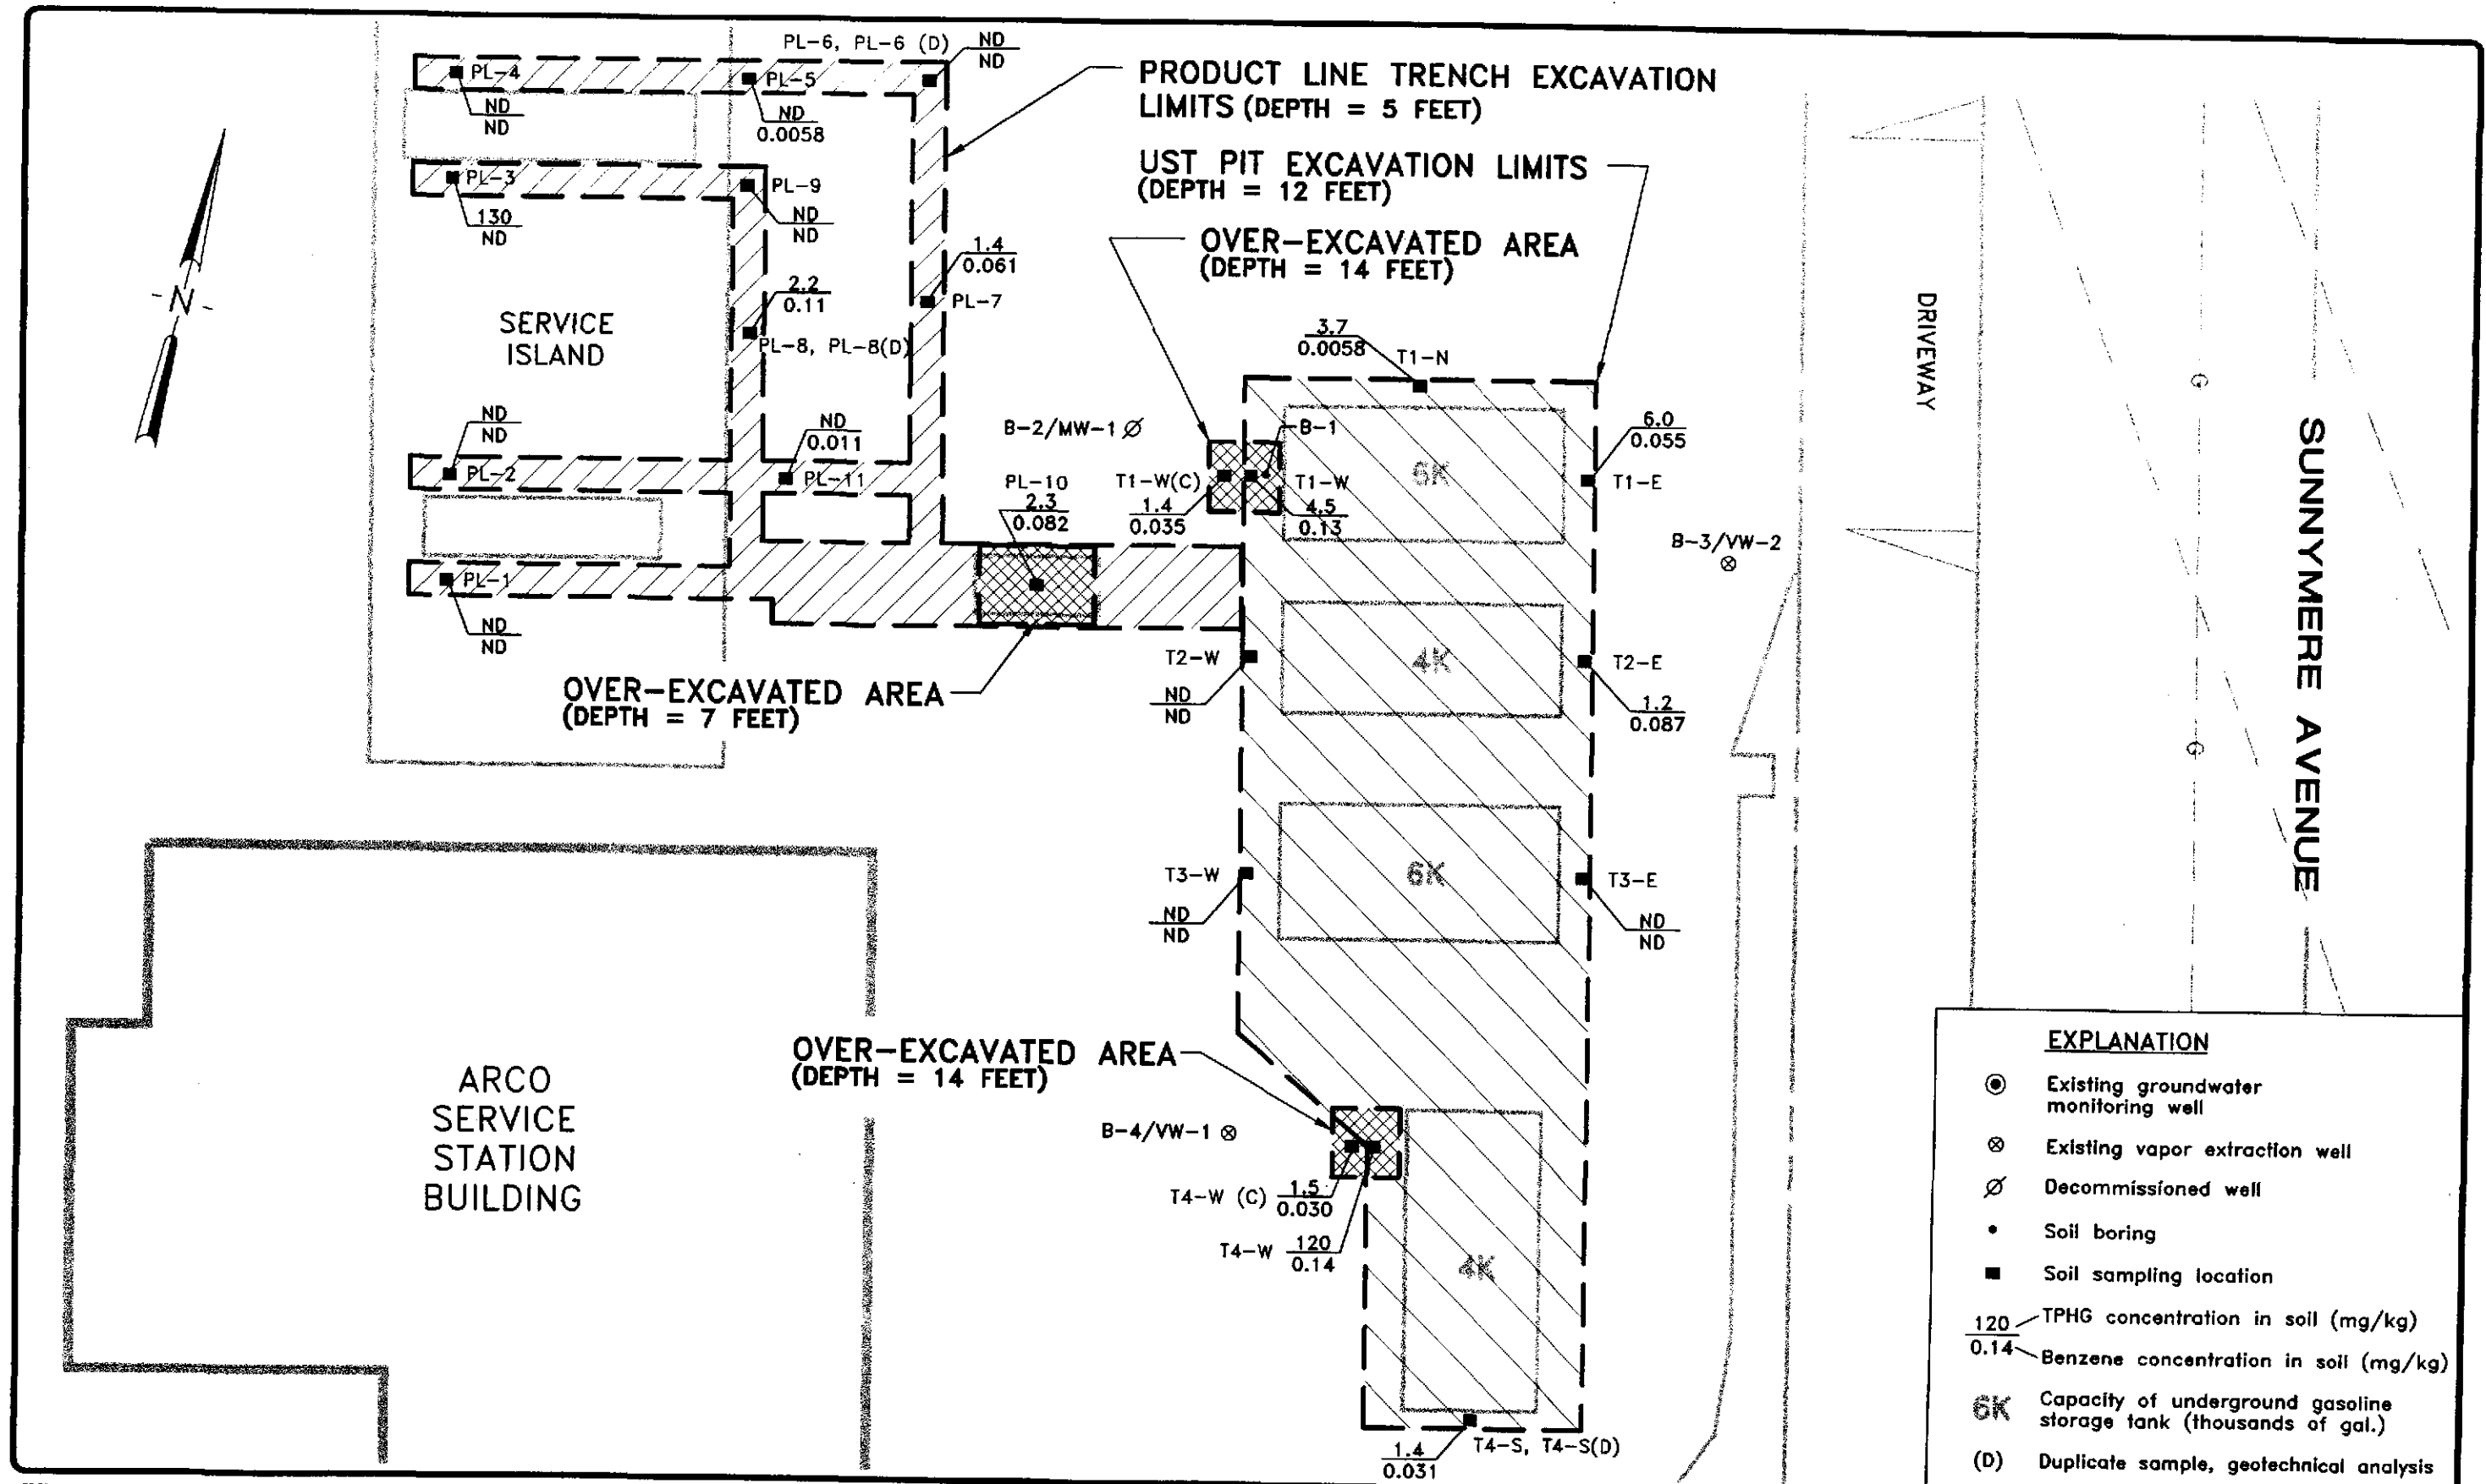 PL-6, PL-6 (D)
ND
ND
PL-4
ND
ND
PL-5
ND
0.0058
PRODUCT LINE TRENCH EXCAVATION
LIMITS (DEPTH = 5 FEET)
UST PIT EXCAVATION LIMITS
(DEPTH = 12 FEET)
OVER-EXCAVATED AREA
(DEPTH = 14 FEET)
PL-3
130
ND
PL-9
ND
ND
1.4
0.061
PL-7
2.2
0.11
PL-8, PL-8(D)
N
SERVICE
ISLAND
DRIVEWAY
G
G
SUNNYMERE AVENUE
3.7
0.0058
T1-N
ND
ND
PL-2
ND
0.011
PL-11
B-2/MW-1
B-1
6K
6.0
0.055
T1-E
PL-10
2.3
0.082
T1-W(C)
1.4
0.035
T1-W
4.5
0.13
B-3/VW-2
PL-1
ND
ND
T2-W
ND
ND
4K
T2-E
1.2
0.087
OVER-EXCAVATED AREA
(DEPTH = 7 FEET)
T3-W
ND
ND
6K
T3-E
ND
ND
OVER-EXCAVATED AREA
(DEPTH = 14 FEET)
ARCO
SERVICE
STATION
BUILDING
B-4/VW-1
T4-W (C)
1.5
0.030
T4-W
120
0.14
4K
1.4
0.031
T4-S, T4-S(D)
EXPLANATION
Existing groundwater
monitoring well
Existing vapor extraction well
Decommissioned well
Soil boring
Soil sampling location
120
0.14
TPHG concentration in soil (mg/kg)
Benzene concentration in soil (mg/kg)
6K
Capacity of underground gasoline
storage tank (thousands of gal.)
(D)
Duplicate sample, geotechnical analysis